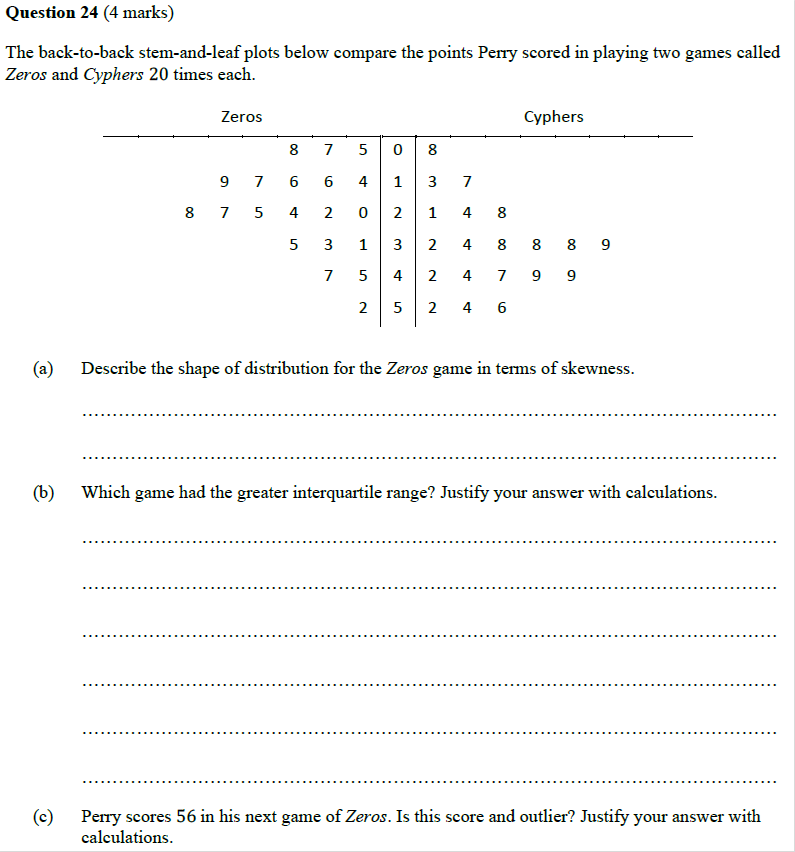 Question 24 (4 marks)
The back-to-back stem-and-leaf plots below compare the points Perry scored in playing two games called
Zeros and Cyphers 20 times each.
Zeros Cyphers
8 7 5 0 8
9 7 6 6 4 1 3 7
8 7 5 4 2 0 2 1 4 8
5 3 1 3 2 4 8 8 8 9
7 5 4 2 4 7 9 9
2 5 2 4 6
(a) Describe the shape of distribution for the Zeros game in terms of skewness.
(b) Which game had the greater interquartile range? Justify your answer with calculations.
(c) Perry scores 56 in his next game of Zeros. Is this score and outlier? Justify your answer with
calculations.